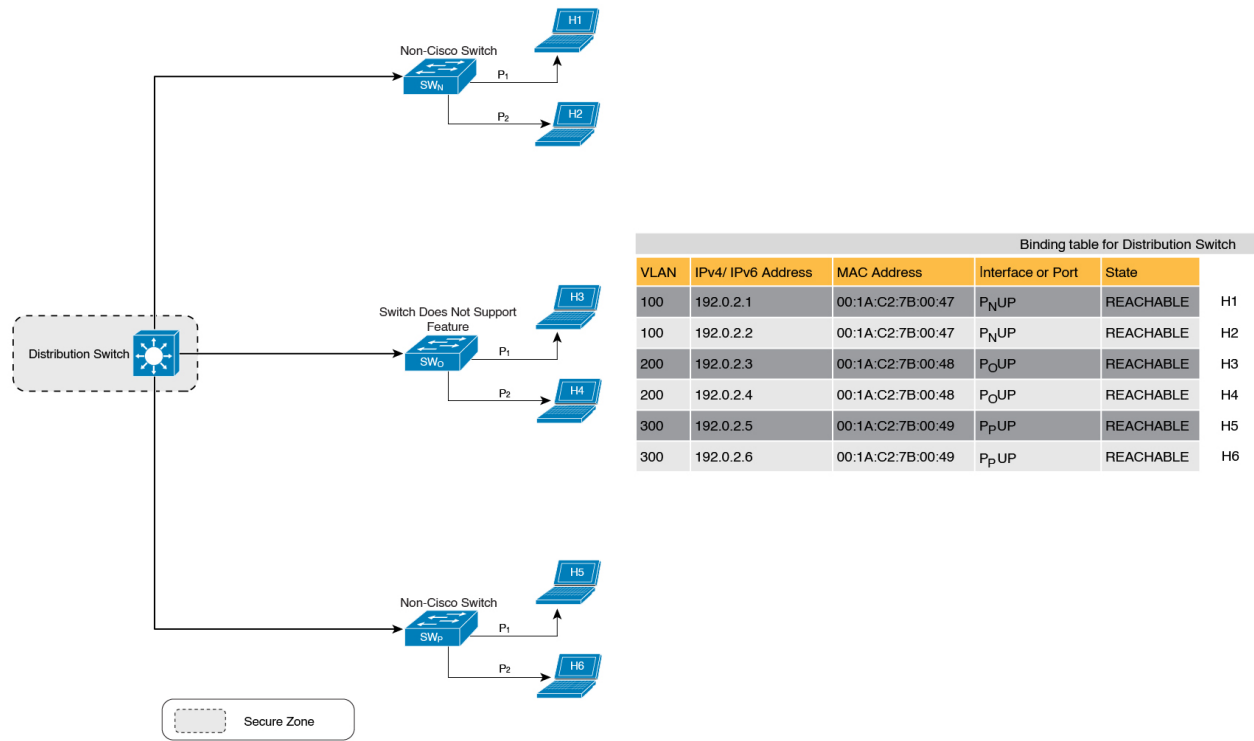 H1
Non-Cisco Switch
SWN
P1
H2
P2
Binding table for Distribution Switch
VLAN IPv4/ IPv6 Address MAC Address Interface or Port State
100 192.0.2.1 00:1A:C2:7B:00:47 PNUP REACHABLE H1
100 192.0.2.2 00:1A:C2:7B:00:47 PNUP REACHABLE H2
200 192.0.2.3 00:1A:C2:7B:00:48 POUP REACHABLE H3
200 192.0.2.4 00:1A:C2:7B:00:48 POUP REACHABLE H4
300 192.0.2.5 00:1A:C2:7B:00:49 PPUP REACHABLE H5
300 192.0.2.6 00:1A:C2:7B:00:49 PPUP REACHABLE H6
H3
Switch Does Not Support
Feature
Distribution Switch
SWO
P1
H4
P2
H5
Non-Cisco Switch
SWP
P1
H6
P2
Secure Zone